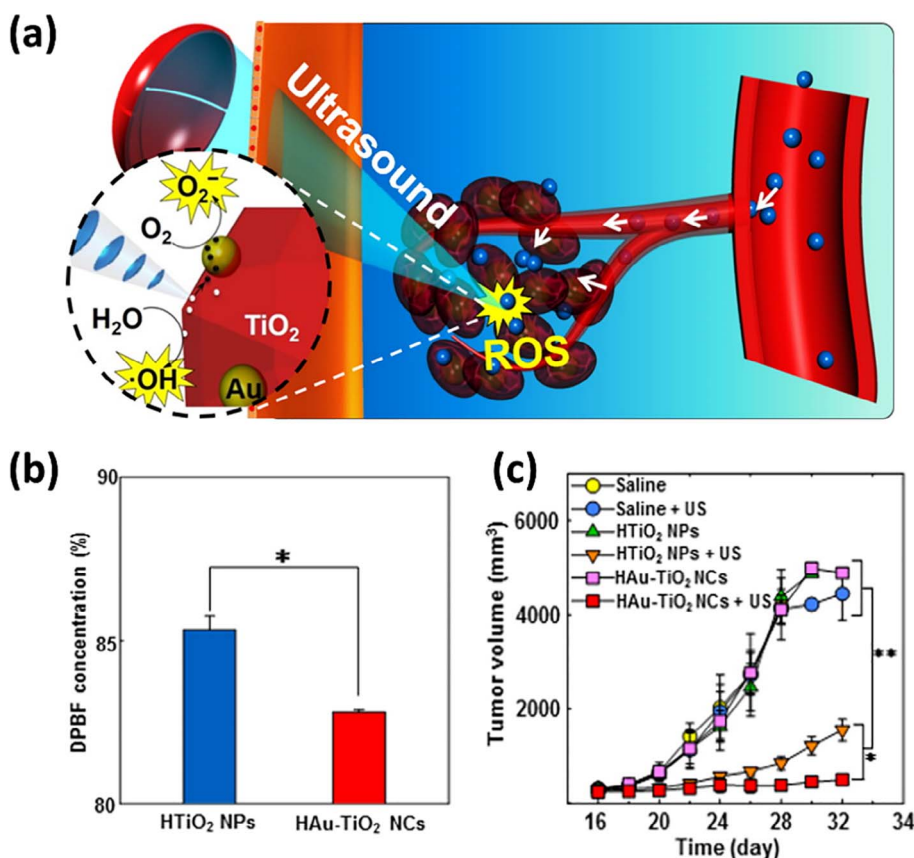 (a)
Ultrasound
O₂⁻
O₂
H₂O
TiO₂
·OH
Au
ROS
(b)
90
85
80
DPBF concentration (%)
*
HTiO₂ NPs
HAu-TiO₂ NCs
(c)
Saline
Saline + US
HTiO₂ NPs
HTiO₂ NPs + US
HAu-TiO₂ NCs
HAu-TiO₂ NCs + US
6000
4000
2000
Tumor volume (mm³)
**
*
16 20 24 28 32 34
Time (day)